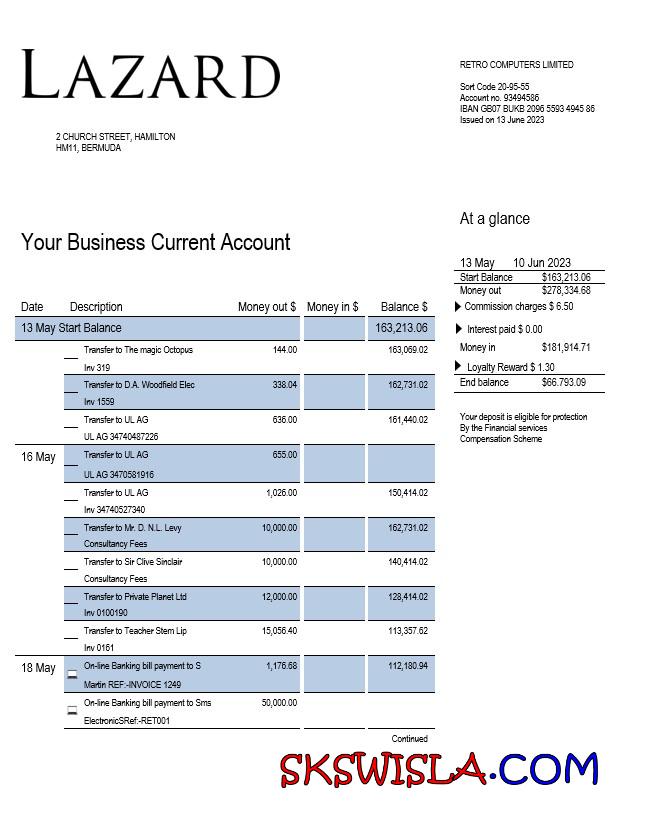 LAZARD
RETRO COMPUTERS LIMITED
Sort Code 20-95-55
Account no. 93494586
IBAN GB07 BUKB 2096 5593 4945 86
Issued on 13 June 2023
2 CHURCH STREET, HAMILTON
HM11, BERMUDA
At a glance
Your Business Current Account
13 May 10 Jun 2023
Start Balance $163,213.06
Money out $278,334.68
Commission charges $ 6.50
Interest paid $ 0.00
Money in $181,914.71
Loyalty Reward $ 1.30
End balance $66.793.09
Your deposit is eligible for protection
By the Financial services
Compensation Scheme
Date Description Money out $ Money in $ Balance $
13 May Start Balance 163,213.06
Transfer to The magic Octopus 144.00 163,069.02
Inv 319
Transfer to D.A. Woodfield Elec 338.04 162,731.02
Inv 1559
Transfer to UL AG 636.00 161,440.02
UL AG 34740487226
16 May Transfer to UL AG 655.00
UL AG 3470581916
Transfer to UL AG 1,026.00 150,414.02
Inv 34740527340
Transfer to Mr. D. N.L. Levy 10,000.00 162,731.02
Consultancy Fees
Transfer to Sir Clive Sinclair 10,000.00 140,414.02
Consultancy Fees
Transfer to Private Planet Ltd 12,000.00 128,414.02
Inv 0100190
Transfer to Teacher Stem Lip 15,056.40 113,357.62
Inv 0161
18 May On-line Banking bill payment to S 1,176.68 112,180.94
Martin REF:-INVOICE 1249
On-line Banking bill payment to Sms 50,000.00
ElectronicSRef:-RET001
Continued
SKSWISLA.COM